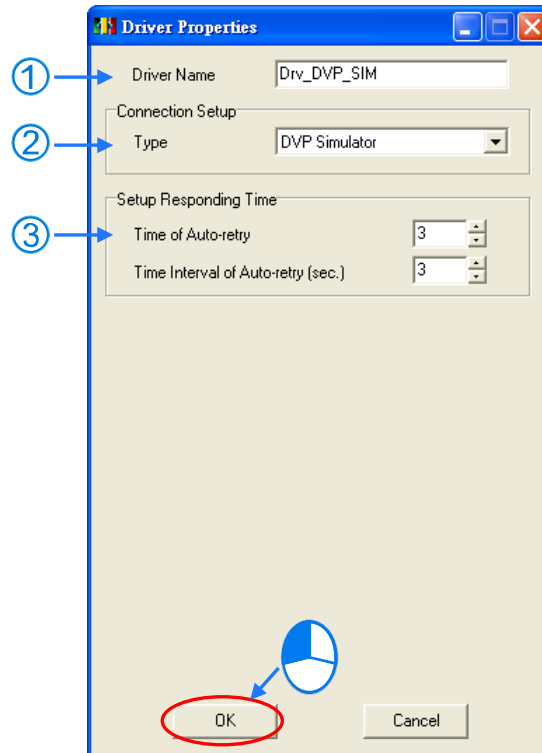 Driver Properties
① Driver Name Drv_DVP_SIM
Connection Setup
② Type DVP Simulator
Setup Responding Time
③ Time of Auto-retry 3
Time Interval of Auto-retry (sec.) 3
OK Cancel